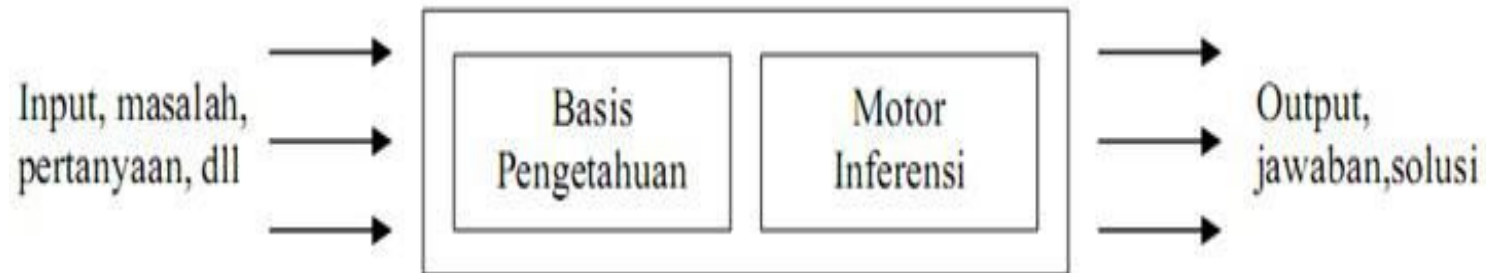 Input, masalah,
pertanyaan, dll
Basis
Pengetahuan
Motor
Inferensi
Output,
jawaban,solusi